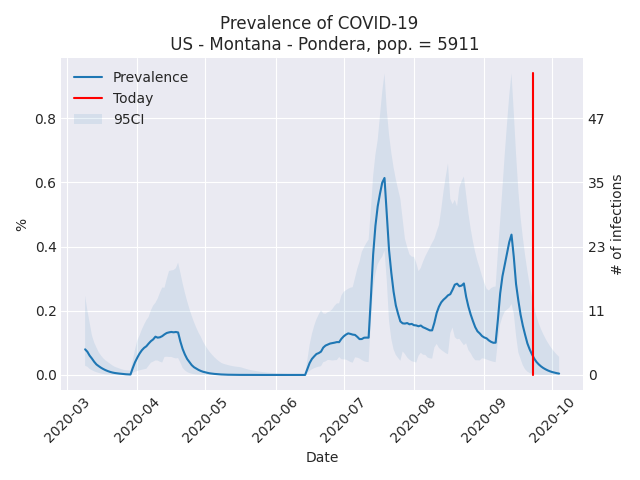 Prevalence of COVID-19
US - Montana - Pondera, pop. = 5911
Prevalence
Today
95CI
0.8
0.6
0.4
0.2
0.0
%
47
35
23
11
0
# of infections
2020-03
2020-04
2020-05
2020-06
2020-07
2020-08
2020-09
2020-10
Date